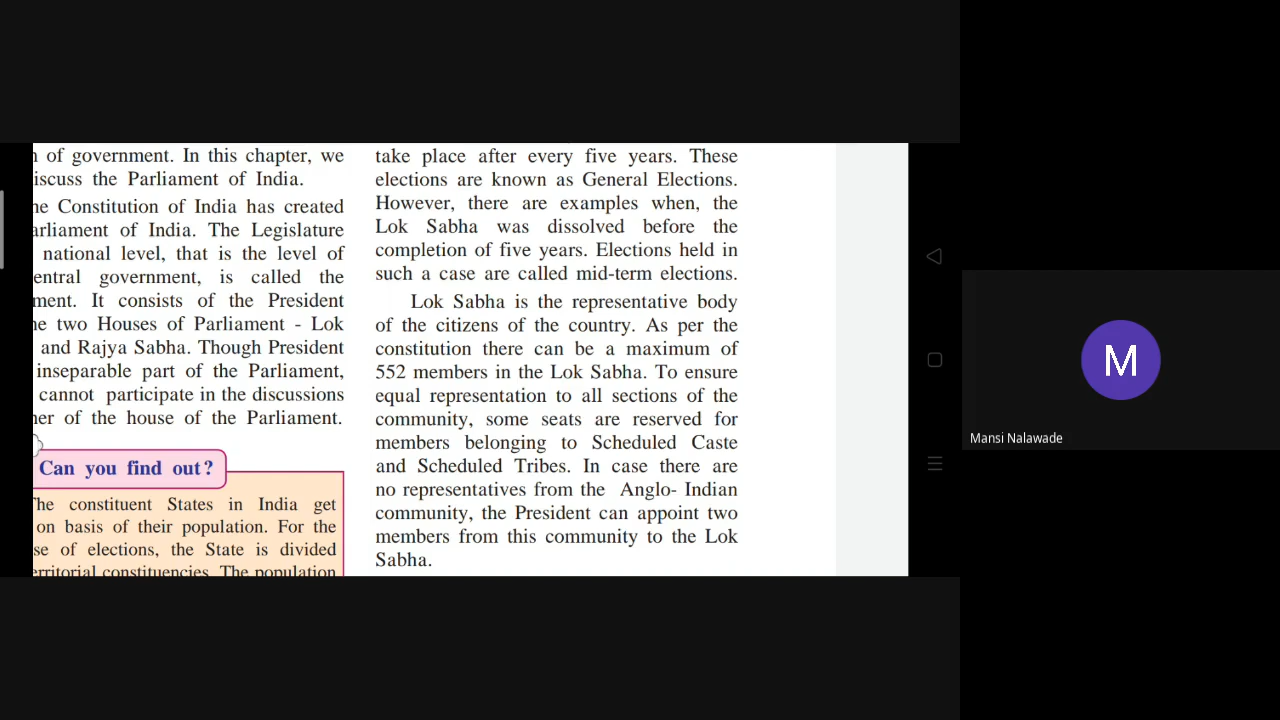 of government. In this chapter, we
iscuss the Parliament of India.
he Constitution of India has created
arliament of India. The Legislature
national level, that is the level of
entral government, is called the
ment. It consists of the President
he two Houses of Parliament - Lok
and Rajya Sabha. Though President
inseparable part of the Parliament,
cannot participate in the discussions
her of the house of the Parliament.
Can you find out?
The constituent States in India get
on basis of their population. For the
se of elections, the State is divided
erritorial constituencies. The population
take place after every five years. These
elections are known as General Elections.
However, there are examples when, the
Lok Sabha was dissolved before the
completion of five years. Elections held in
such a case are called mid-term elections.
Lok Sabha is the representative body
of the citizens of the country. As per the
constitution there can be a maximum of
552 members in the Lok Sabha. To ensure
equal representation to all sections of the
community, some seats are reserved for
members belonging to Scheduled Caste
and Scheduled Tribes. In case there are
no representatives from the Anglo- Indian
community, the President can appoint two
members from this community to the Lok
Sabha.
M
Mansi Nalawade